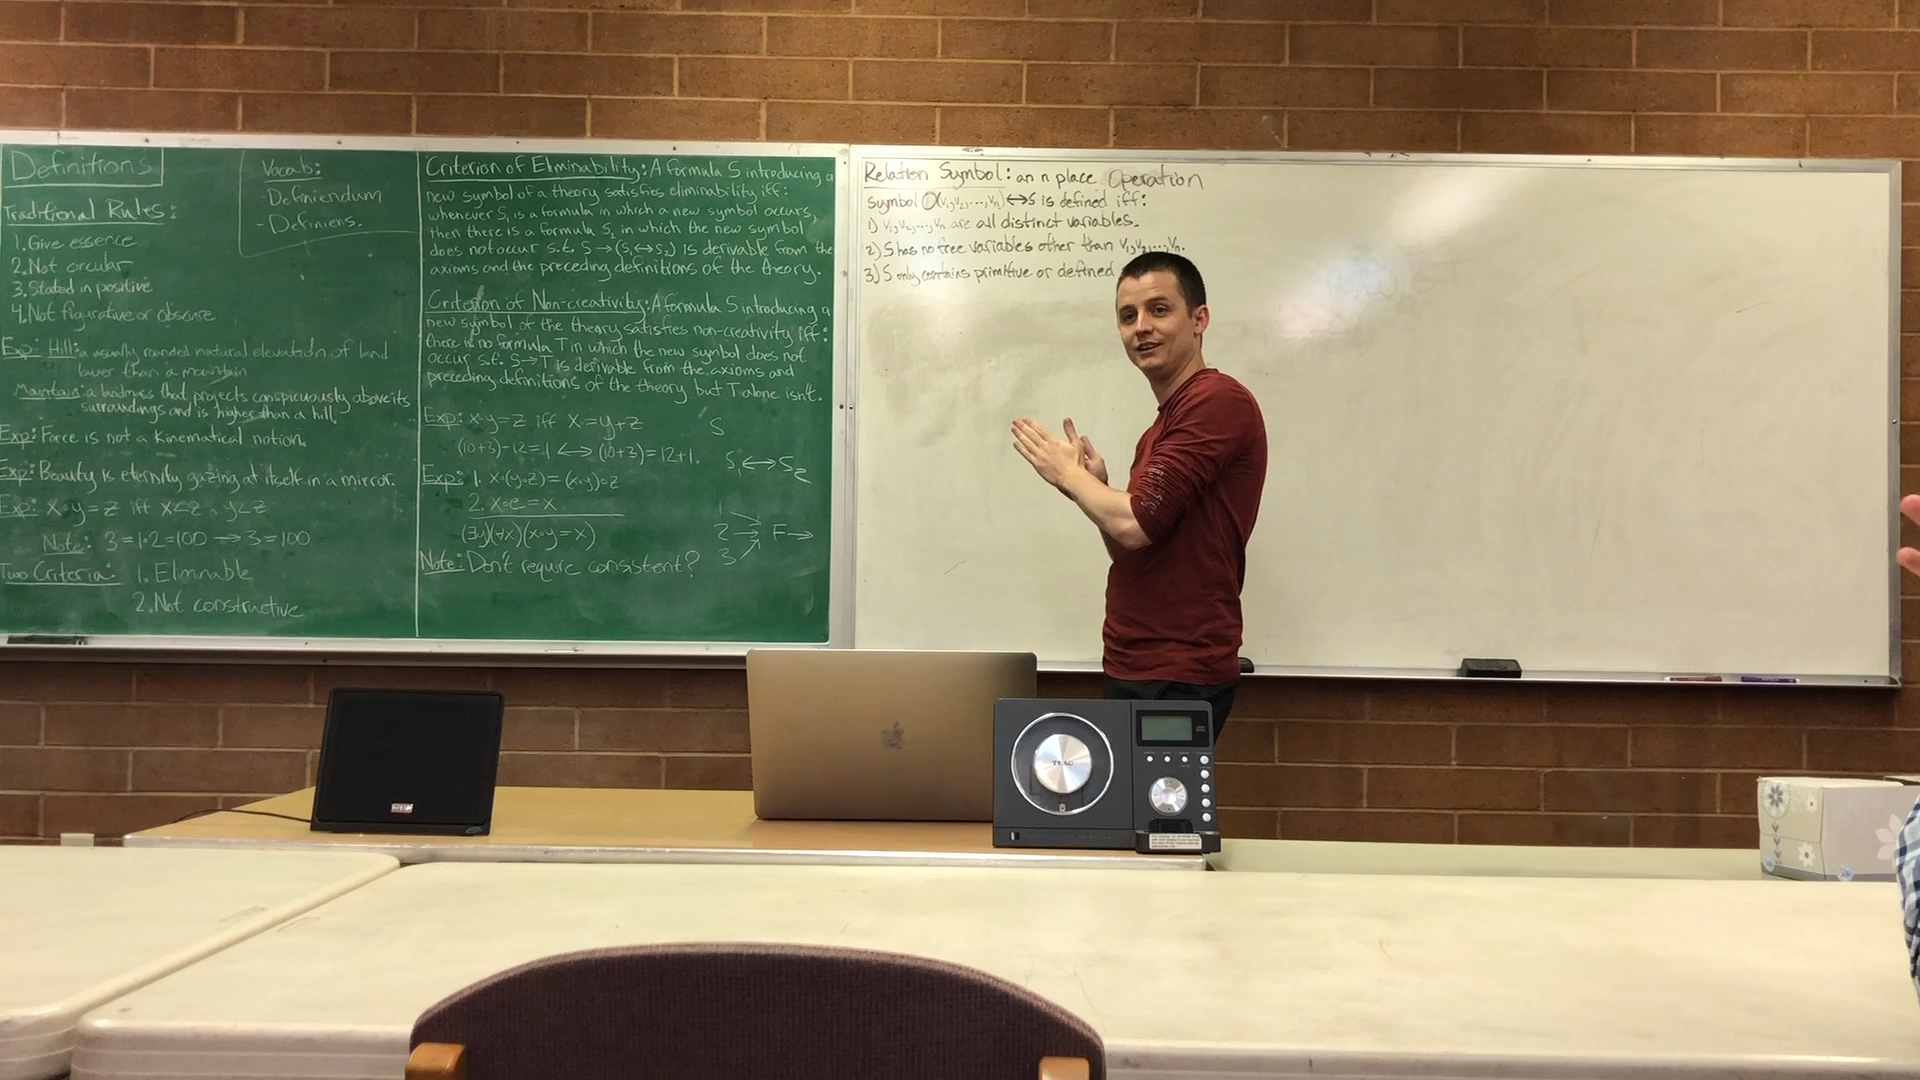 Definitions
Vocab:
-Definiendum
-Definiens.
Traditional Rules:
1.Give essence
2.Not circular
3.Stated in positive
4.Not figurative or obscure
Exp: Hill: a usually rounded natural elevation of land
lower than a mountain
Mountain: a landmass that projects conspicuously above its
surroundings and is higher than a hill.
Exp: Force is not a kinematical notion.
Exp: Beauty is eternity gazing at itself in a mirror.
Exp: x∘y=z iff x<z, y<z
Note: 3=1∘2=100→3=100
Two Criteria: 1. Elminable
2.Not constructive
Criterion of Elminability: A formula S introducing a
new symbol of a theory satisfies eliminability iff:
whenever S₁ is a formula in which a new symbol occurs,
then there is a formula S₂ in which the new symbol
does not occur s.t. S→(S₁↔S₂) is derivable from the
axioms and the preceding definitions of the theory.
Criterion of Non-creativity: A formula S introducing a
new symbol of the theory satisfies non-creativity iff:
there is no formula T in which the new symbol does not
occur s.t. S→T is derivable from the axioms and
preceding definitions of the theory but T alone isn't.
Exp: x-y=z iff x=y+z
(10+3)-12=1 ↔ (10+3)=12+1.
Exp: 1. x∘(y∘z)=(x∘y)∘z
2. x∘e=x
(∃y)(∀x)(x∘y=x)
Note: Don't require consistent?
S
S₁↔S₂
1
2 → F→
3
Relation Symbol: an n place Operation
symbol O(v₁,v₂,...,vₙ)↔S is defined iff:
1) v₁,v₂,...,vₙ are all distinct variables.
2) S has no free variables other than v₁,v₂,...,vₙ.
3) S only contains primitive or defined
TEAC